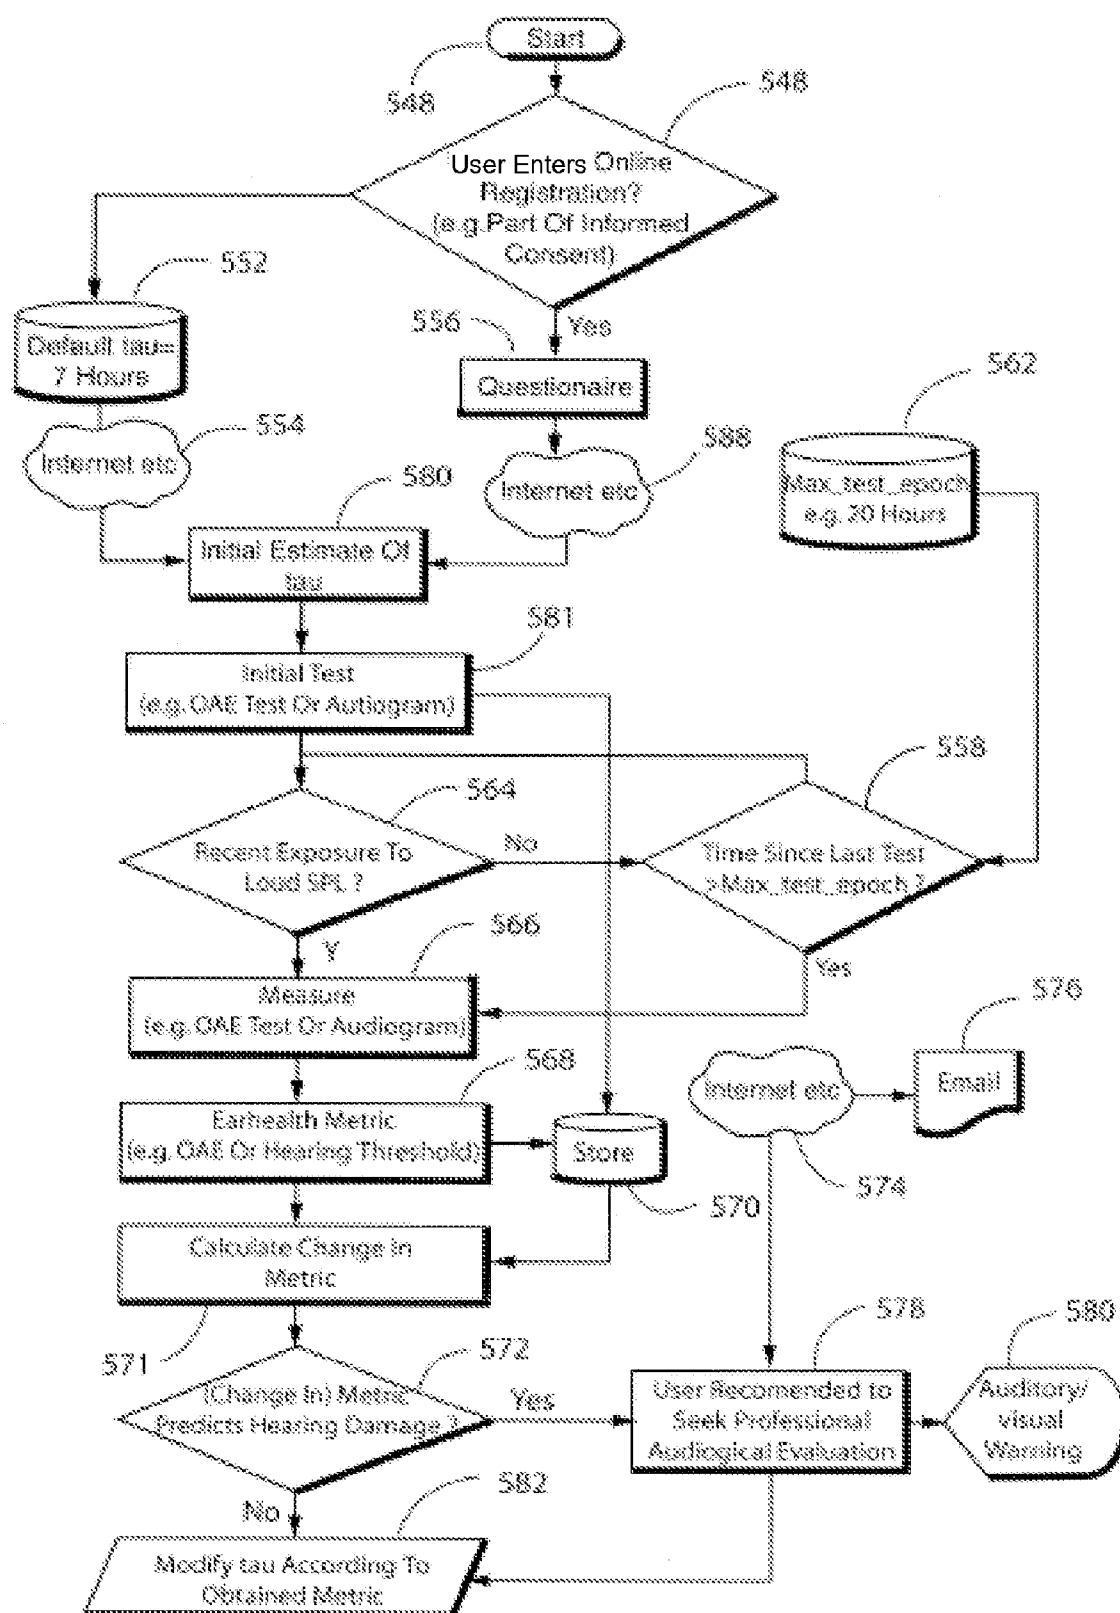 Start
548
548
User Enters Online
Registration?
(e.g.Part Of Informed
Consent)
552
556
Yes
Default tau=
7 Hours
Questionaire
562
554
588
Internet etc
Internet etc
Max_test_epoch
e.g. 20 Hours
580
Initial Estimate Of
tau
581
Initial Test
(e.g. OAE Test Or Autiogram)
558
564
No
Recent Exposure To
Loud SPL ?
Time Since Last Test
>Max_test_epoch ?
566
Y
Yes
Measure
(e.g. OAE Test Or Audiogram)
576
568
Internet etc
Email
Earhealth Metric
(e.g. OAE Or Hearing Threshold)
Store
574
570
Calculate Change In
Metric
571
572
578
580
(Change In) Metric
Predicts Hearing Damage ?
Yes
User Recomended to
Seek Professional
Audlogical Evaluation
Auditory/
visual
Warning
582
No
Modify tau According To
Obtained Metric